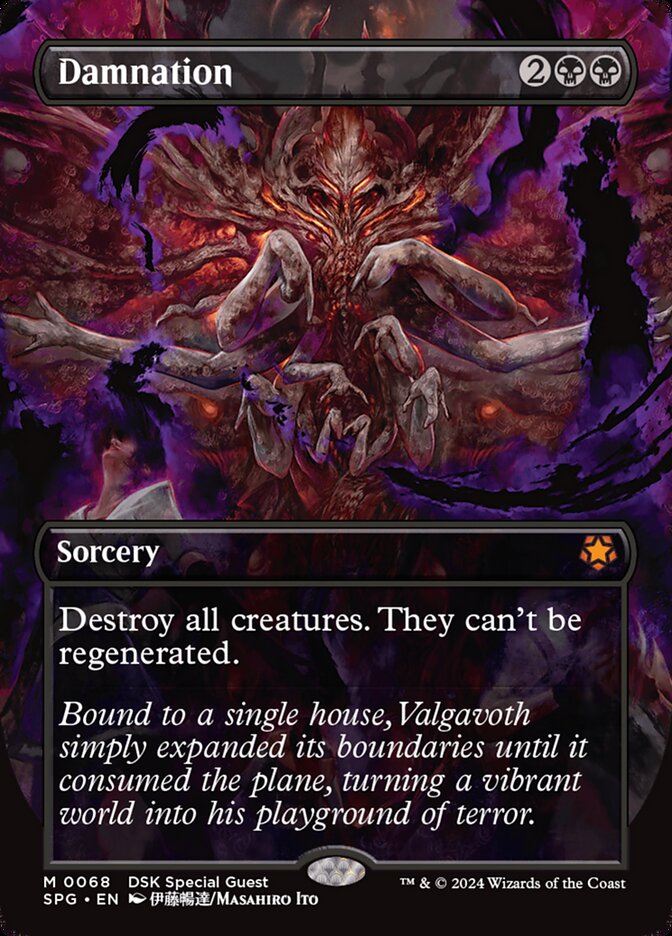 Damnation 2
Sorcery
Destroy all creatures. They can't be
regenerated.
Bound to a single house, Valgavoth
simply expanded its boundaries until it
consumed the plane, turning a vibrant
world into his playground of terror.
M 0068 DSK Special Guest
SPG • EN 伊藤暢達/Masahiro Ito
™ & © 2024 Wizards of the Coast